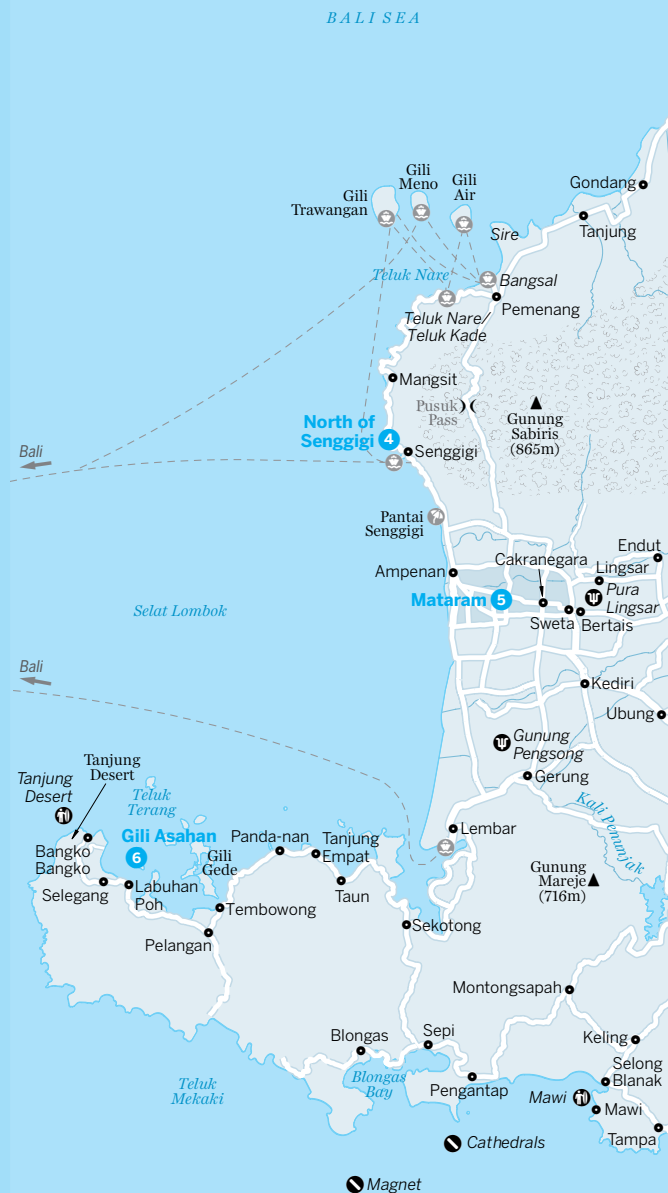 BALI SEA
Gili
Meno
Gili
Air
Gili
Trawangan
Gondang
Tanjung
Sire
Teluk Nare
Bangsal
Pemenang
Teluk Nare/
Teluk Kade
Mangsit
Pusuk
Pass
Gunung
Sabiris
(865m)
North of
Senggigi 4
Senggigi
Bali
Pantai
Senggigi
Endut
Cakranegara
Lingsar
Ampenan
Pura
Lingsar
Mataram 5
Sweta
Bertais
Selat Lombok
Bali
Kediri
Ubung
Gunung
Pengsong
Gerung
Tanjung
Desert
Tanjung
Desert
Teluk
Terang
Kali Penunjak
Lembar
Gili Asahan
6
Panda-nan
Tanjung
Empat
Bangko
Bangko
Gili
Gede
Gunung
Mareje
(716m)
Selegang
Labuhan
Poh
Taun
Tembowong
Sekotong
Pelangan
Montongsapah
Blongas
Sepi
Keling
Selong
Blanak
Blongas
Bay
Pengantap
Teluk
Mekaki
Mawi
Mawi
Tampa
Cathedrals
Magnet